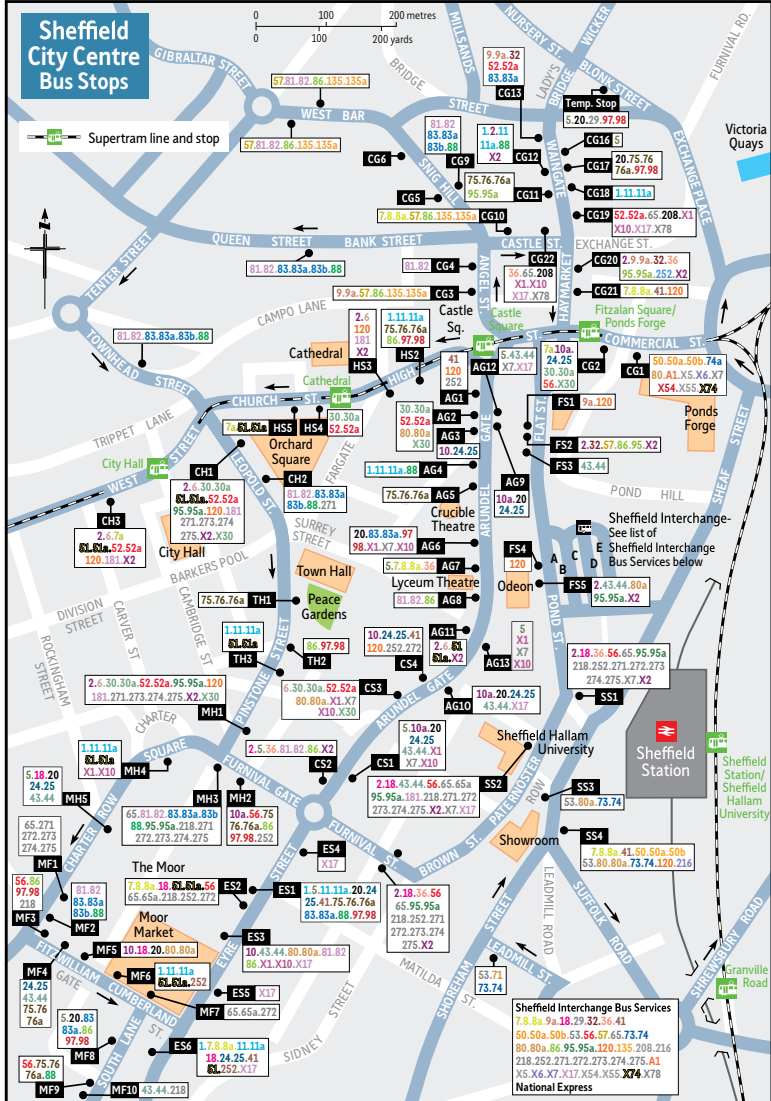 Sheffield
City Centre
Bus Stops
0 100 200 metres
0 100 200 yards
Supertram line and stop
N
GIBRALTAR STREET
BRIDGE STREET
MILLSANDS
NURSERY ST.
WICKER
LADY'S BRIDGE
BLONK STREET
FURNIVAL RD.
EXCHANGE PLACE
Victoria
Quays
57.81.82.86.135.135a
WEST BAR
57.81.82.86.135.135a
9.9a.32
52.52a
83.83a
CG13
Temp. Stop
5.20.29.97.98
CG16 5
CG6
SNIG HILL
81.82
83.83a
83b.88
CG9
1.2.11
11a.88
X2
CG12
WAINGATE
CG17
20.75.76
76a.97.98
75.76.76a
95.95a
CG11
CG18 1.11.11a
CG5
7.8.8a.57.86.135.135a CG10
CG19
52.52a.65.208.X1
X10.X17.X78
QUEEN STREET
BANK STREET
CASTLE ST.
EXCHANGE ST.
81.82.83.83a.83b.88
TENTER STREET
81.82 CG4
ANGEL ST.
CG22
36.65.208
X1.X10
X17.X78
HAYMARKET
CG20
2.9.9a.32.36
95.95a.252.X2
9.9a.57.86.135.135a CG3
CG21 7.8.8a.41.120
CAMPO LANE
TOWNHEAD STREET
81.82.83.83a.83b.88
Castle
Sq.
Castle
Square
Fitzalan Square/
Ponds Forge
COMMERCIAL ST.
Cathedral
2.6
120
181
X2
HS3
1.11.11a
75.76.76a
86.97.98
HS2
HIGH ST.
AG12
5.43.44
X7.X17
7a.10a.
24.25
30.30a
56.X30
CG2
CG1
50.50a.50b.74a
80.A1.X5.X6.X7
X54.X55.X74
41
120
252
AG1
Cathedral
CHURCH ST.
TRIPPET LANE
7a.51.51a HS5
HS4
30.30a
52.52a
30.30a
52.52a
80.80a
X30
AG2
AG3
10.24.25
FLAT ST.
FS1 9a.120
Ponds
Forge
FS2 2.32.57.86.95.X2
FS3 43.44
Orchard
Square
FARGATE
City Hall
WEST STREET
LEOPOLD ST.
CH1
2.6.30.30a
51.51a.52.52a
95.95a.120.181
271.273.274
275.X2.X30
CH2
81.82.83.83a
83b.88.271
1.11.11a.88 AG4
75.76.76a AG5
AG9
10a.20
24.25
POND HILL
SHEAF STREET
CH3
2.6.7a
51.51a.52.52a
120.181.X2
City Hall
BARKERS POOL
SURREY STREET
Crucible
Theatre
ARUNDEL GATE
20.83.83a.97
98.X1.X7.X10
AG6
5.7.8.8a.36 AG7
Lyceum Theatre
81.82.86 AG8
FS4
120
Odeon
A
B
C
D
E
Sheffield Interchange-
See list of
Sheffield Interchange
Bus Services below
FS5
2.43.44.80a
95.95a.X2
POND ST.
Town Hall
75.76.76a TH1
Peace
Gardens
DIVISION STREET
CARVER ST.
CAMBRIDGE ST.
ROCKINGHAM STREET
1.11.11a
51.51a
TH3
86.97.98
TH2
10.24.25.41
120.252.272
CS4
AG11
2.6.51
51a.X2
AG13
5
X1
X7
X10
2.18.36.56.65.95.95a
218.252.271.272.273
274.275.X7.X2
SS1
2.6.30.30a.52.52a.95.95a.120
181.271.273.274.275.X2.X30
MH1
PINSTONE STREET
6.30.30a.52.52a
80.80a.X1.X7
X10.X30
CS3
ARUNDEL GATE
AG10
10a.20.24.25
43.44.X17
Sheffield
Station
Sheffield
Station/
Sheffield
Hallam
University
CHARTER SQUARE
1.11.11a
51.51a
X1.X10
MH4
2.5.36.81.82.86.X2
CS2
5.10a.20
24.25
43.44.X1
X7.X10
CS1
Sheffield Hallam
University
5.18.20
24.25
43.44
MH5
CHARTER ROW
MH3
65.81.82.83.83a.83b
88.95.95a.218.271
272.273.274.275
MH2
10a.56.75
76.76a.86
97.98.252
FURNIVAL GATE
2.18.43.44.56.65.65a
95.95a.181.218.271.272
273.274.275.X2.X7.X17
SS2
PATERNOSTER ROW
SS3
53.80a.73.74
65.271
272.273
274.275
MF1
ES4
X17
FURNIVAL ST.
BROWN ST.
Showroom
SS4
7.8.8a.41.50.50a.50b
53.80.80a.73.74.120.216
The Moor
7.8.8a.18.51.51a.56
65.65a.218.252.272
ES2
ES1
1.5.11.11a.20.24
25.41.75.76.76a
83.83a.88.97.98
2.18.36.56
65.95.95a
218.252.271
272.273.274
275.X2
56.86
97.98
218
MF3
81.82
83.83a
83b.88
MF2
Moor
Market
MF5 10.18.20.80.80a
ES3
10.43.44.80.80a.81.82
86.X1.X10.X17
EYRE STREET
LEADMILL ROAD
SUFFOLK ROAD
SHREWSBURY ROAD
MF4
24.25
43.44
75.76
76a
FITZWILLIAM GATE
CUMBERLAND ST.
MF6
1.11.11a
51.51a.252
ES5 X17
MF7 65.65a.272
MATILDA ST.
SHOREHAM STREET
LEADMILL ST.
53.71
73.74
Granville
Road
5.20.83
83a.86
97.98
MF8
SOUTH LANE
ES6
1.7.8.8a.11.11a
18.24.25.41
51.252.X17
SIDNEY STREET
56.75.76
76a.88
MF9
MF10 43.44.218
Sheffield Interchange Bus Services
7.8.8a.9a.18.29.32.36.41
50.50a.50b.53.56.57.65.73.74
80.80a.86.95.95a.120.135.208.216
218.252.271.272.273.274.275.A1
X5.X6.X7.X17.X54.X55.X74.X78
National Express